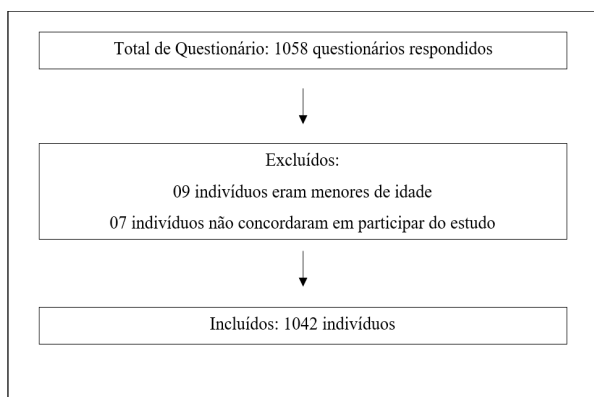 Total de Questionário: 1058 questionários respondidos
Excluídos:
09 indivíduos eram menores de idade
07 indivíduos não concordaram em participar do estudo
Incluídos: 1042 indivíduos